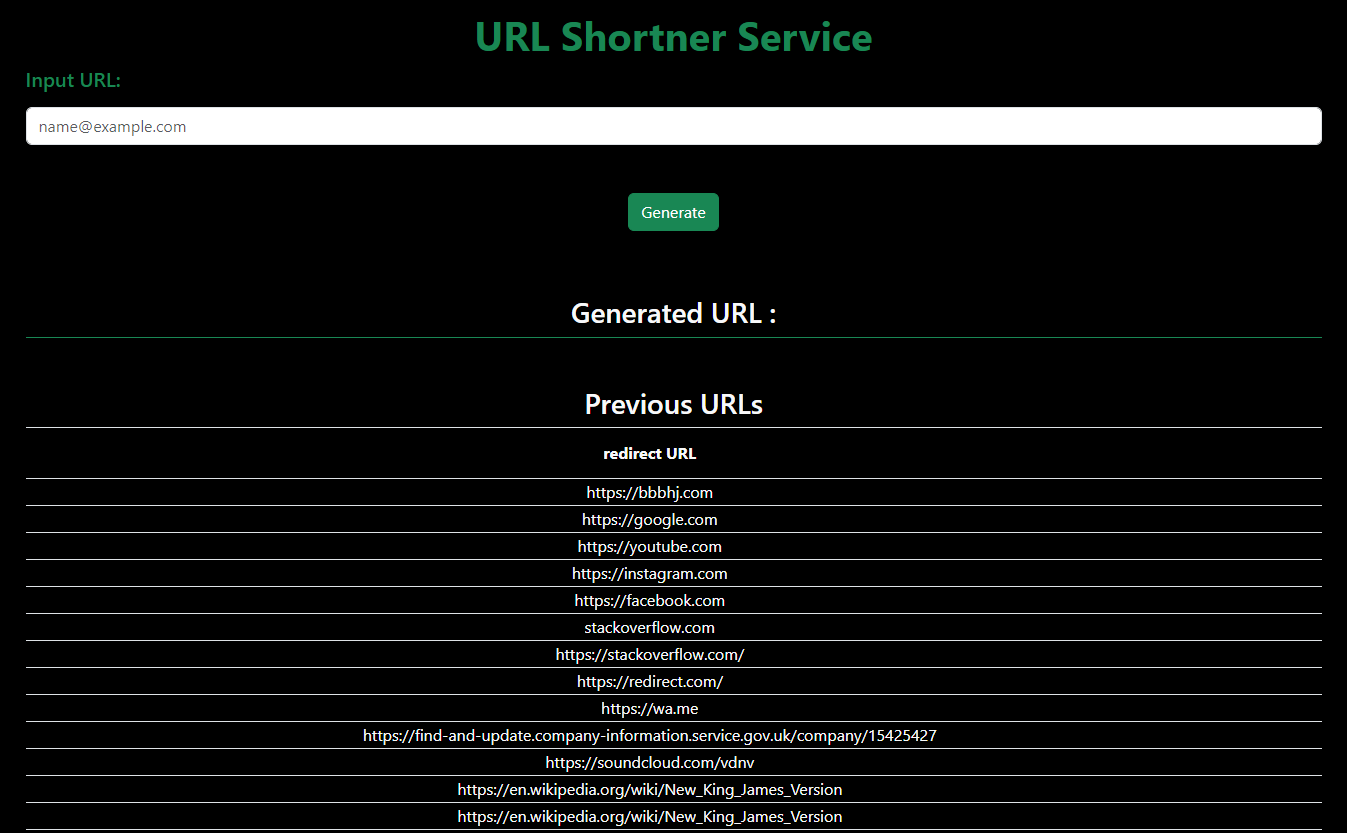 URL Shortner Service
Input URL:
name@example.com
Generate
Generated URL :
Previous URLs
redirect URL
https://bbbhj.com
https://google.com
https://youtube.com
https://instagram.com
https://facebook.com
stackoverflow.com
https://stackoverflow.com/
https://redirect.com/
https://wa.me
https://find-and-update.company-information.service.gov.uk/company/15425427
https://soundcloud.com/vdnv
https://en.wikipedia.org/wiki/New_King_James_Version
https://en.wikipedia.org/wiki/New_King_James_Version